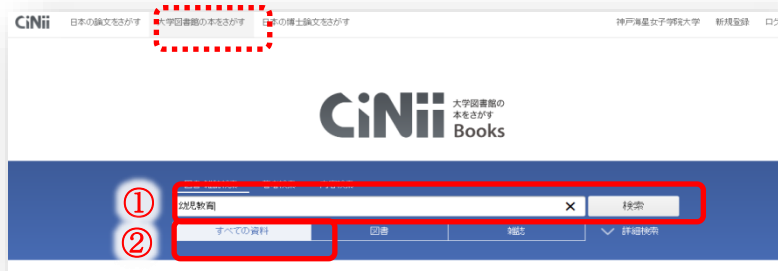 CiNii 日本の論文をさがす 大学図書館の本をさがす 日本の博士論文をさがす 神戸海星女子学院大学 新規登録 ログ
CiNii 大学図書館の
本をさがす
Books
① 幼児教育 × 検索
② すべての資料 図書 雑誌 詳細検索